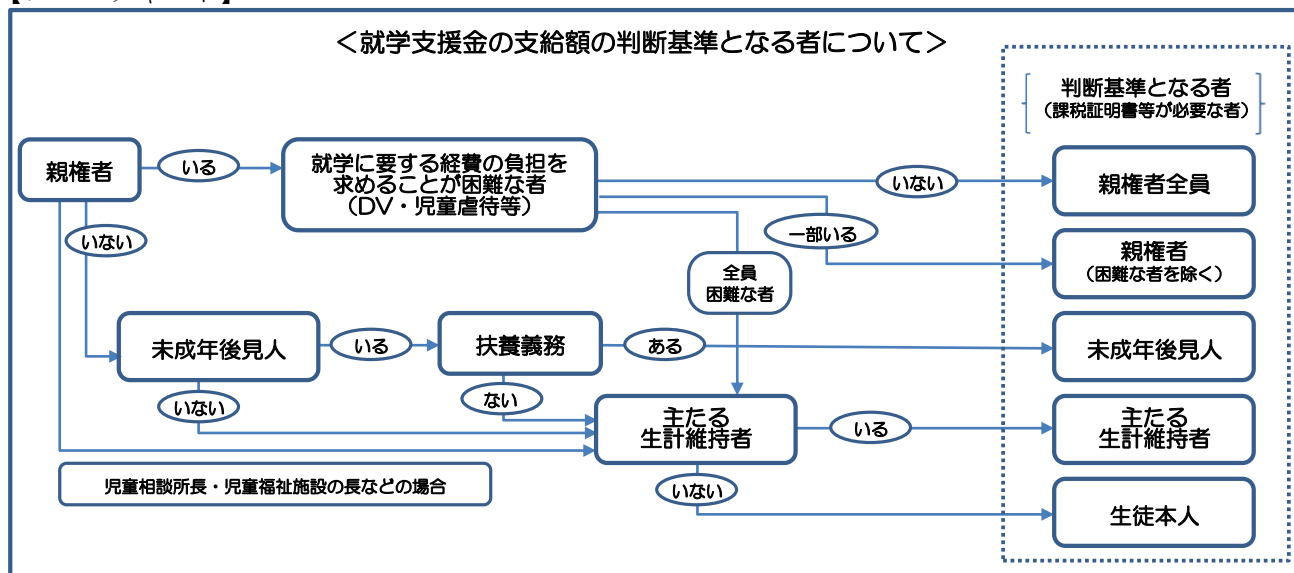 ＜就学支援金の支給額の判断基準となる者について＞
判断基準となる者
（課税証明書等が必要な者）
親権者
いる
就学に要する経費の負担を
求めることが困難な者
（DV・児童虐待等）
いない
親権者全員
いない
一部いる
親権者
（困難な者を除く）
全員
困難な者
未成年後見人
いる
扶養義務
ある
未成年後見人
いない
ない
主たる
生計維持者
いる
主たる
生計維持者
児童相談所長・児童福祉施設の長などの場合
いない
生徒本人